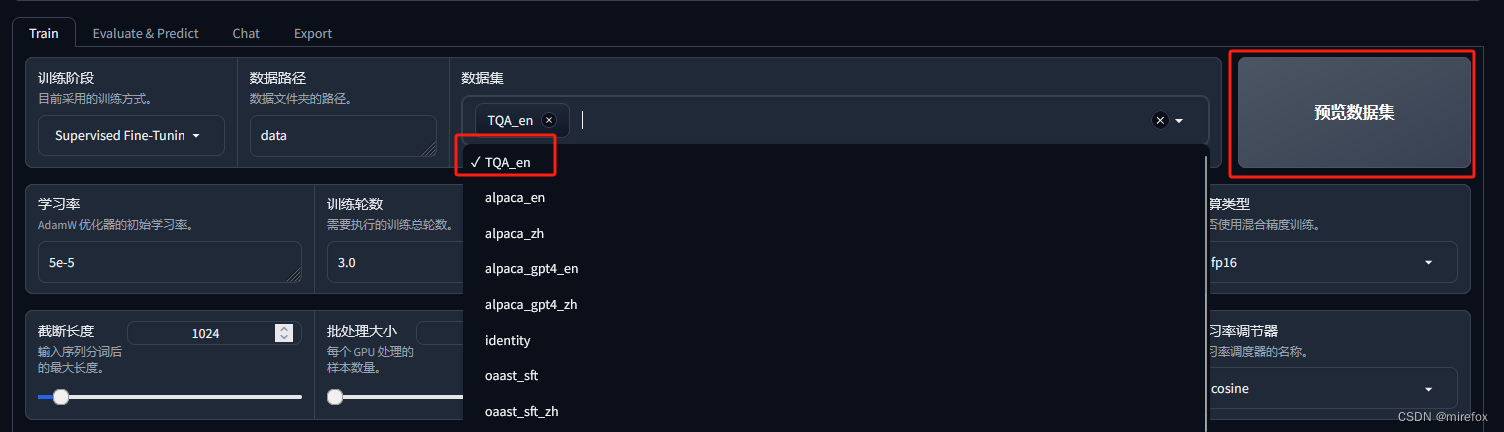 Train
Evaluate & Predict
Chat
Export
训练阶段
目前采用的训练方式。
Supervised Fine-Tunin
数据路径
数据文件夹的路径。
data
数据集
TQA_en
预览数据集
✓ TQA_en
alpaca_en
alpaca_zh
alpaca_gpt4_en
alpaca_gpt4_zh
identity
oaast_sft
oaast_sft_zh
学习率
AdamW 优化器的初始学习率。
5e-5
训练轮数
需要执行的训练总轮数。
3.0
算类型
否使用混合精度训练。
fp16
截断长度
1024
输入序列分词后
的最大长度。
批处理大小
每个 GPU 处理的
样本数量。
习率调节器
习率调度器的名称。
cosine
CSDN @mirefox